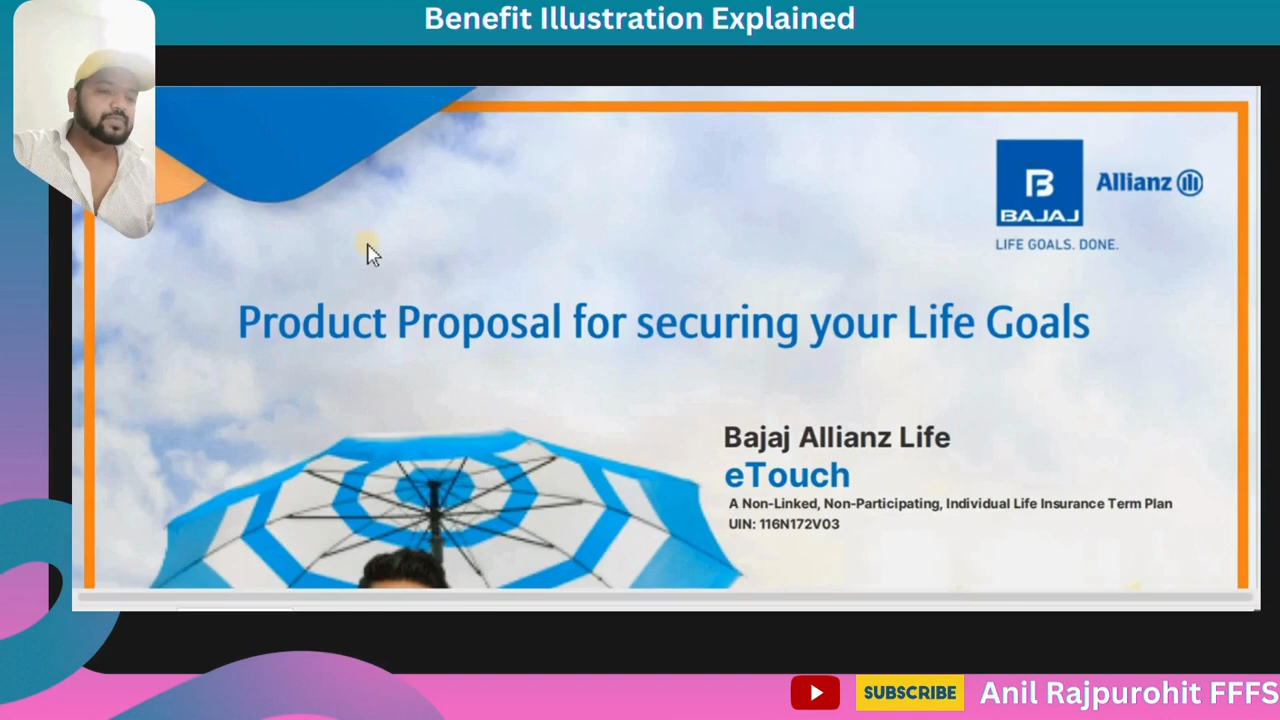 Benefit Illustration Explained
B
BAJAJ
Allianz
LIFE GOALS. DONE.
Product Proposal for securing your Life Goals
Bajaj Allianz Life
eTouch
A Non-Linked, Non-Participating, Individual Life Insurance Term Plan
UIN: 116N172V03
SUBSCRIBE
Anil Rajpurohit FFFS